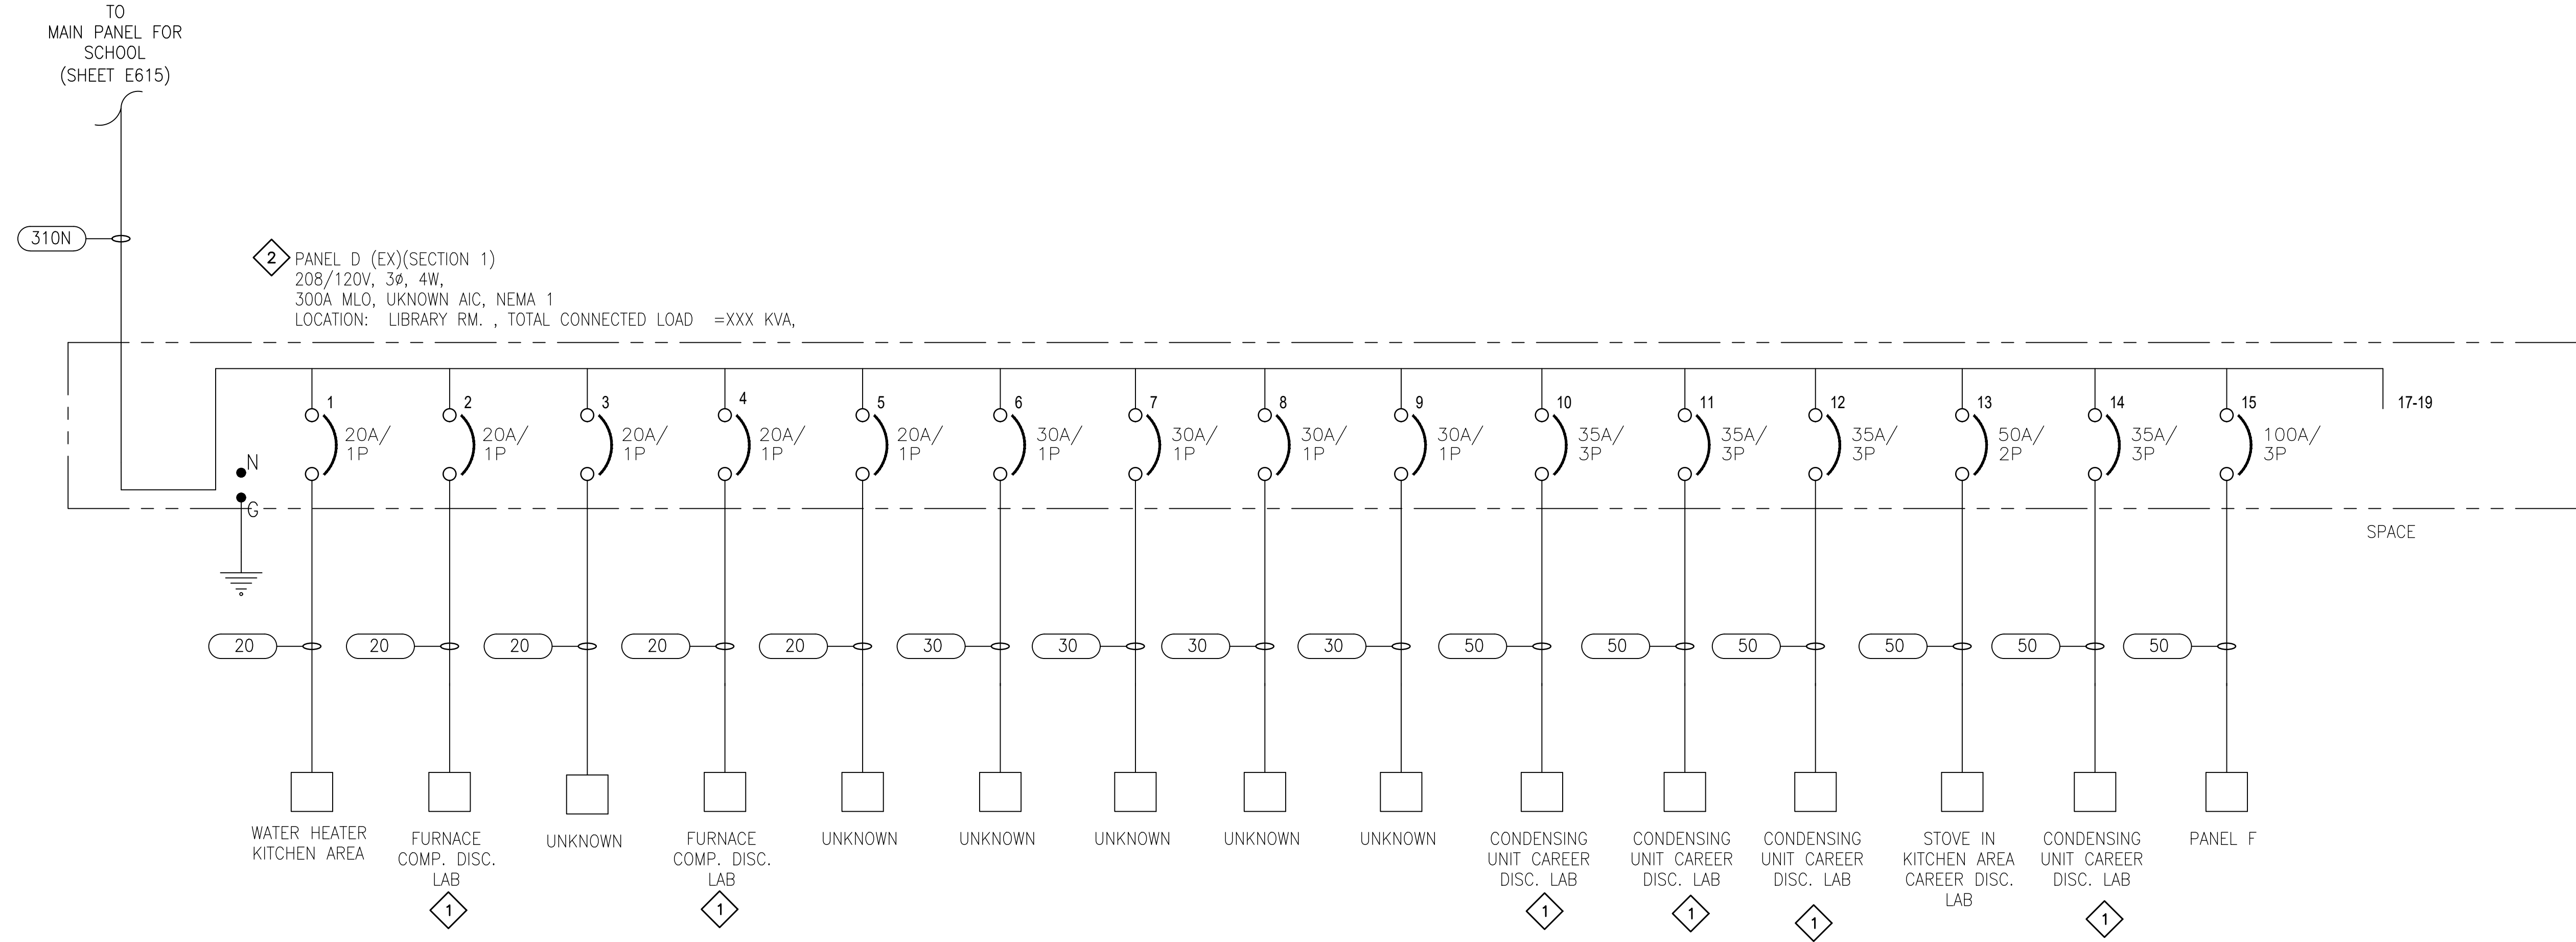 TO
MAIN PANEL FOR
SCHOOL
(SHEET E615)
310N
2
PANEL D (EX)(SECTION 1)
208/120V, 3ø, 4W,
300A MLO, UKNOWN AIC, NEMA 1
LOCATION: LIBRARY RM. , TOTAL CONNECTED LOAD =XXX KVA,
N
G
1
20A/
1P
2
20A/
1P
3
20A/
1P
4
20A/
1P
5
20A/
1P
6
30A/
1P
7
30A/
1P
8
30A/
1P
9
30A/
1P
10
35A/
3P
11
35A/
3P
12
35A/
3P
13
50A/
2P
14
35A/
3P
15
100A/
3P
17-19
SPACE
20
20
20
20
20
30
30
30
30
50
50
50
50
50
50
WATER HEATER
KITCHEN AREA
FURNACE
COMP. DISC.
LAB
1
UNKNOWN
FURNACE
COMP. DISC.
LAB
1
UNKNOWN
UNKNOWN
UNKNOWN
UNKNOWN
UNKNOWN
CONDENSING
UNIT CAREER
DISC. LAB
1
CONDENSING
UNIT CAREER
DISC. LAB
1
CONDENSING
UNIT CAREER
DISC. LAB
1
STOVE IN
KITCHEN AREA
CAREER DISC.
LAB
CONDENSING
UNIT CAREER
DISC. LAB
1
PANEL F